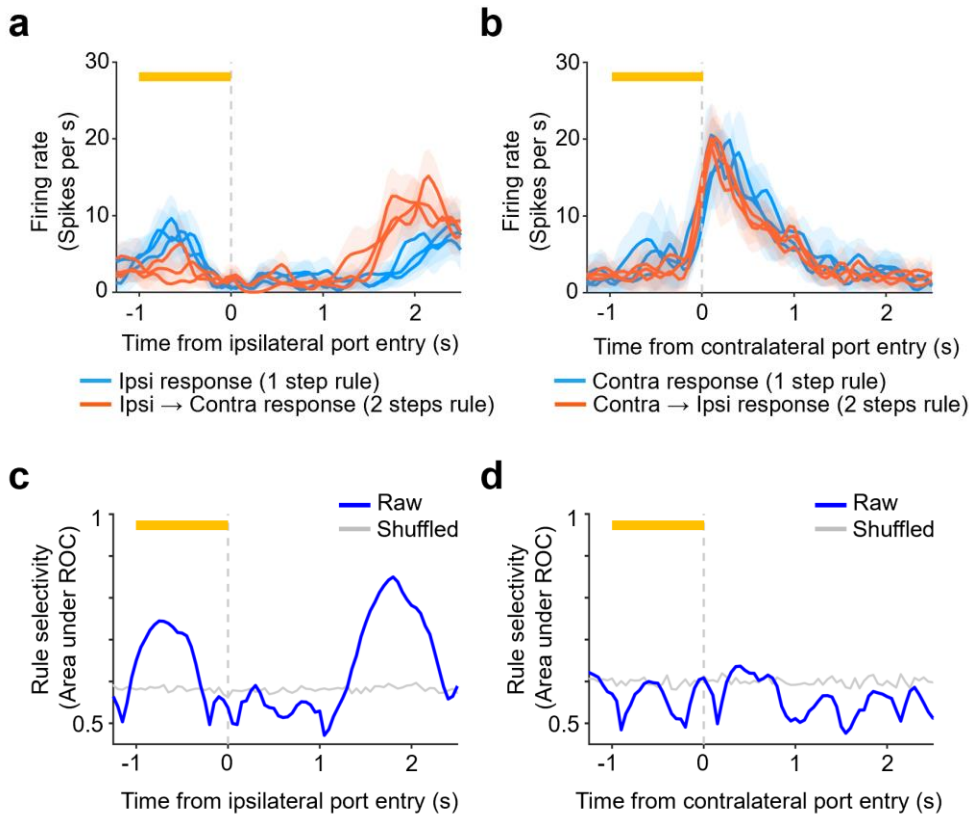 a
Firing rate
(Spikes per s)
30
20
10
0
-1
0
1
2
Time from ipsilateral port entry (s)
Ipsi response (1 step rule)
Ipsi → Contra response (2 steps rule)
b
Firing rate
(Spikes per s)
30
20
10
0
-1
0
1
2
Time from contralateral port entry (s)
Contra response (1 step rule)
Contra → Ipsi response (2 steps rule)
c
Rule selectivity
(Area under ROC)
1
0.5
Raw
Shuffled
-1
0
1
2
Time from ipsilateral port entry (s)
d
Rule selectivity
(Area under ROC)
1
0.5
Raw
Shuffled
-1
0
1
2
Time from contralateral port entry (s)